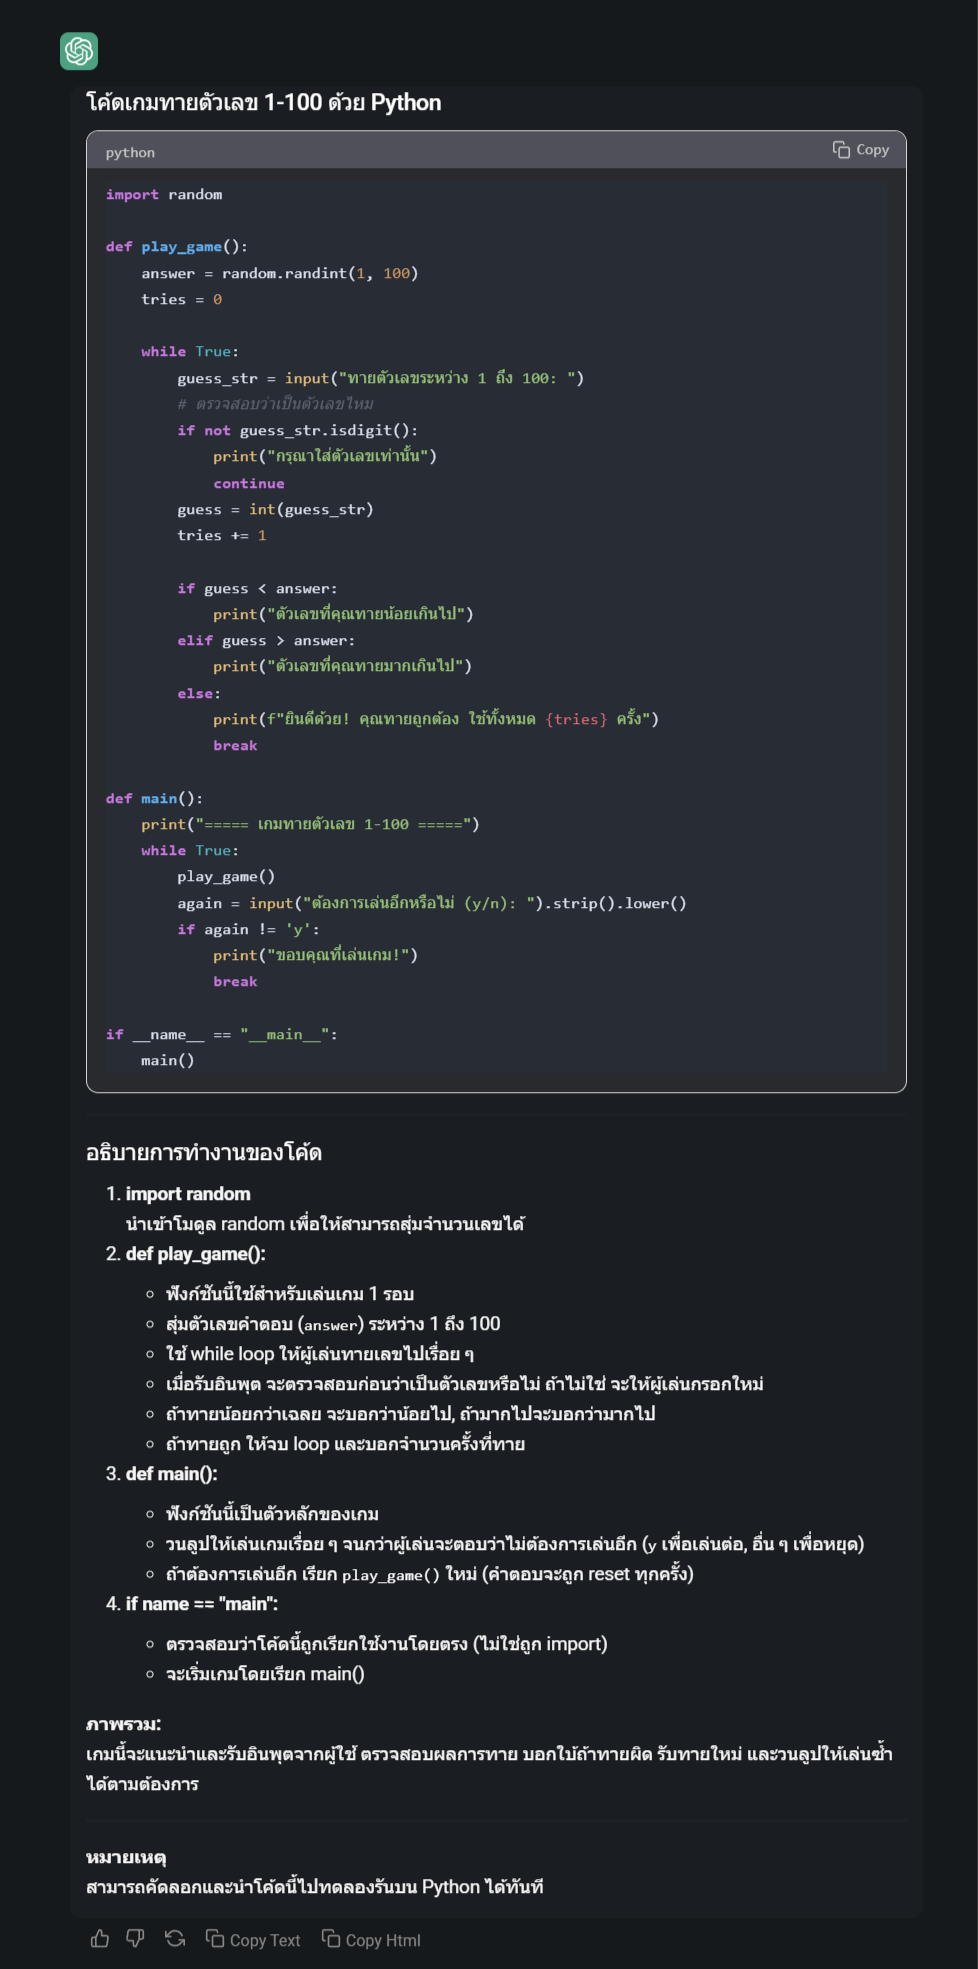 โค้ดเกมทายตัวเลข 1-100 ด้วย Python
python
Copy
import random
def play_game():
    answer = random.randint(1, 100)
    tries = 0
    while True:
        guess_str = input("ทายตัวเลขระหว่าง 1 ถึง 100: ")
        # ตรวจสอบว่าเป็นตัวเลขไหม
        if not guess_str.isdigit():
            print("กรุณาใส่ตัวเลขเท่านั้น")
            continue
        guess = int(guess_str)
        tries += 1
        if guess < answer:
            print("ตัวเลขที่คุณทายน้อยเกินไป")
        elif guess > answer:
            print("ตัวเลขที่คุณทายมากเกินไป")
        else:
            print(f"ยินดีด้วย! คุณทายถูกต้อง ใช้ทั้งหมด {tries} ครั้ง")
            break
def main():
    print("===== เกมทายตัวเลข 1-100 =====")
    while True:
        play_game()
        again = input("ต้องการเล่นอีกหรือไม่ (y/n): ").strip().lower()
        if again != 'y':
            print("ขอบคุณที่เล่นเกม!")
            break
if __name__ == "__main__":
    main()
อธิบายการทำงานของโค้ด
1. import random
นำเข้าโมดูล random เพื่อให้สามารถสุ่มจำนวนเลขได้
2. def play_game():
◦ ฟังก์ชันนี้ใช้สำหรับเล่นเกม 1 รอบ
◦ สุ่มตัวเลขคำตอบ (answer) ระหว่าง 1 ถึง 100
◦ ใช้ while loop ให้ผู้เล่นทายเลขไปเรื่อย ๆ
◦ เมื่อรับอินพุต จะตรวจสอบก่อนว่าเป็นตัวเลขหรือไม่ ถ้าไม่ใช่ จะให้ผู้เล่นกรอกใหม่
◦ ถ้าทายน้อยกว่าเฉลย จะบอกว่าน้อยไป, ถ้ามากไปจะบอกว่ามากไป
◦ ถ้าทายถูก ให้จบ loop และบอกจำนวนครั้งที่ทาย
3. def main():
◦ ฟังก์ชันนี้เป็นตัวหลักของเกม
◦ วนลูปให้เล่นเกมเรื่อย ๆ จนกว่าผู้เล่นจะตอบว่าไม่ต้องการเล่นอีก (y เพื่อเล่นต่อ, อื่น ๆ เพื่อหยุด)
◦ ถ้าต้องการเล่นอีก เรียก play_game() ใหม่ (คำตอบจะถูก reset ทุกครั้ง)
4. if name == "main":
◦ ตรวจสอบว่าโค้ดนี้ถูกเรียกใช้งานโดยตรง (ไม่ใช่ถูก import)
◦ จะเริ่มเกมโดยเรียก main()
ภาพรวม:
เกมนี้จะแนะนำและรับอินพุตจากผู้ใช้ ตรวจสอบผลการทาย บอกใบ้ถ้าทายผิด รับทายใหม่ และวนลูปให้เล่นซ้ำ
ได้ตามต้องการ
หมายเหตุ
สามารถคัดลอกและนำโค้ดนี้ไปทดลองรันบน Python ได้ทันที
Copy Text
Copy Html